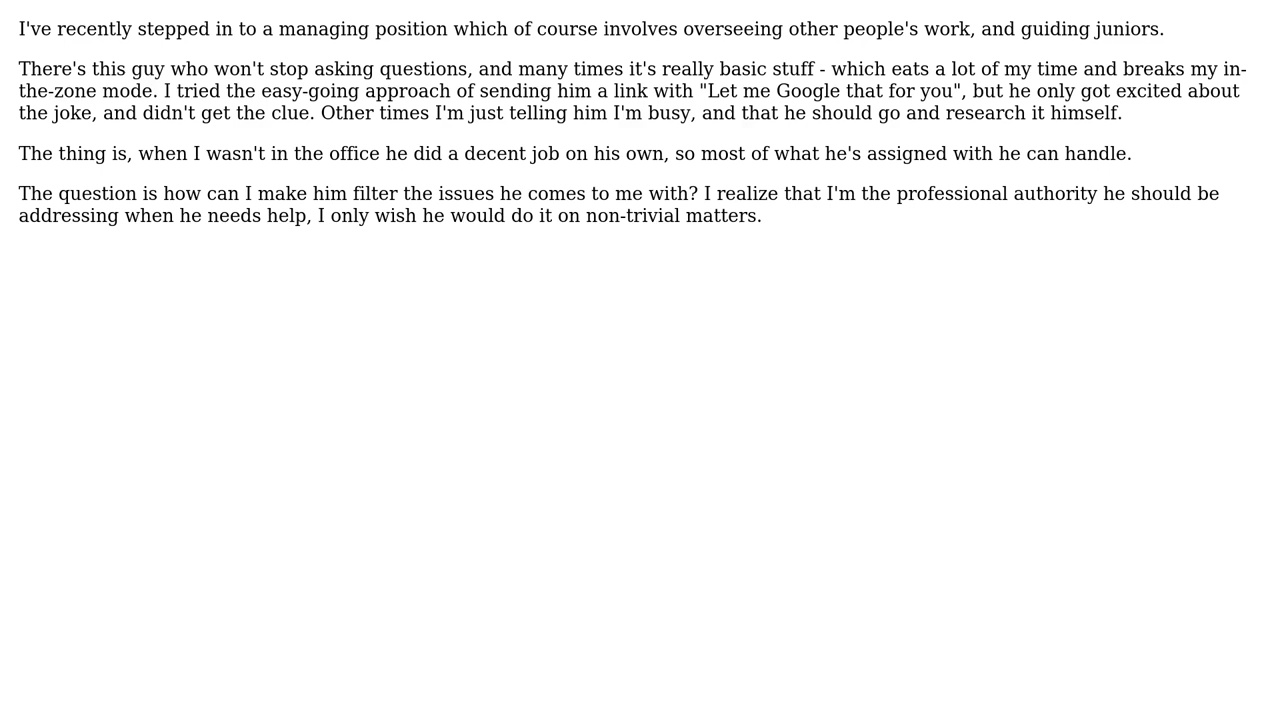 I've recently stepped in to a managing position which of course involves overseeing other people's work, and guiding juniors.
There's this guy who won't stop asking questions, and many times it's really basic stuff - which eats a lot of my time and breaks my in-
the-zone mode. I tried the easy-going approach of sending him a link with "Let me Google that for you", but he only got excited about
the joke, and didn't get the clue. Other times I'm just telling him I'm busy, and that he should go and research it himself.
The thing is, when I wasn't in the office he did a decent job on his own, so most of what he's assigned with he can handle.
The question is how can I make him filter the issues he comes to me with? I realize that I'm the professional authority he should be
addressing when he needs help, I only wish he would do it on non-trivial matters.